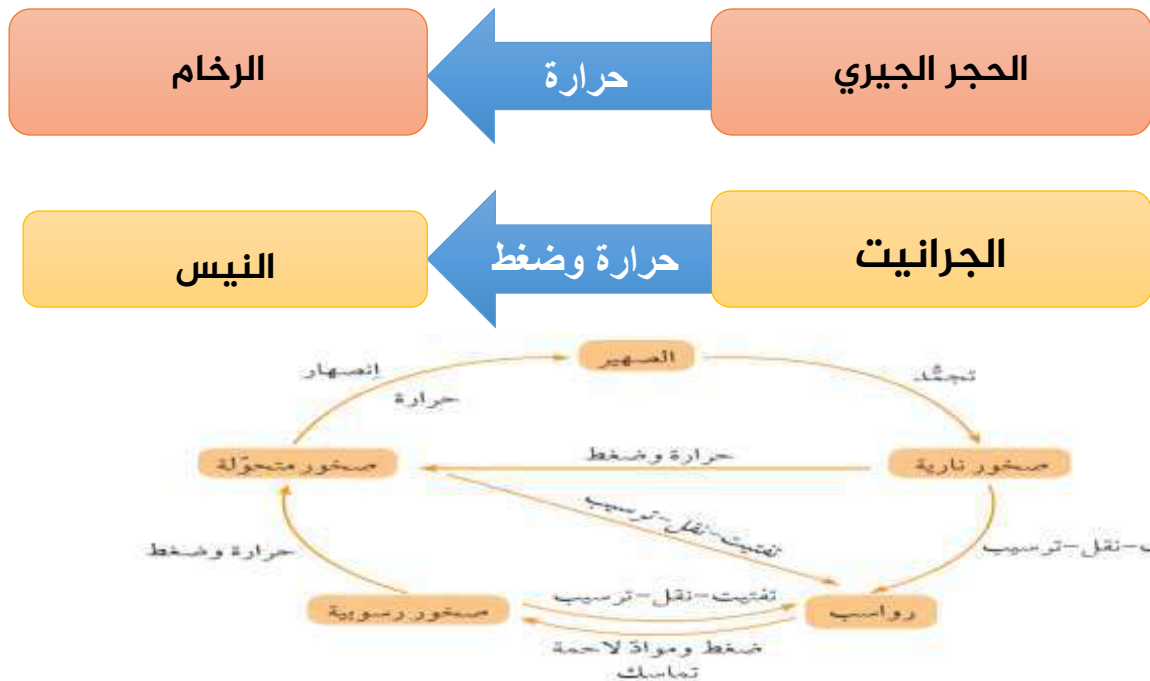 الحجر الجيري
حرارة
الرخام
الجرانيت
حرارة وضغط
النيس
الصهير
إنصهار
حرارة
تجمُّد
صخور متحوّلة
حرارة وضغط
صخور نارية
تفتيت-نقل-ترسيب
حرارة وضغط
ت-نقل-ترسيب
صخور رسوبية
تفتيت-نقل-ترسيب
رواسب
ضغط وموادّ لاحمة
تماسك